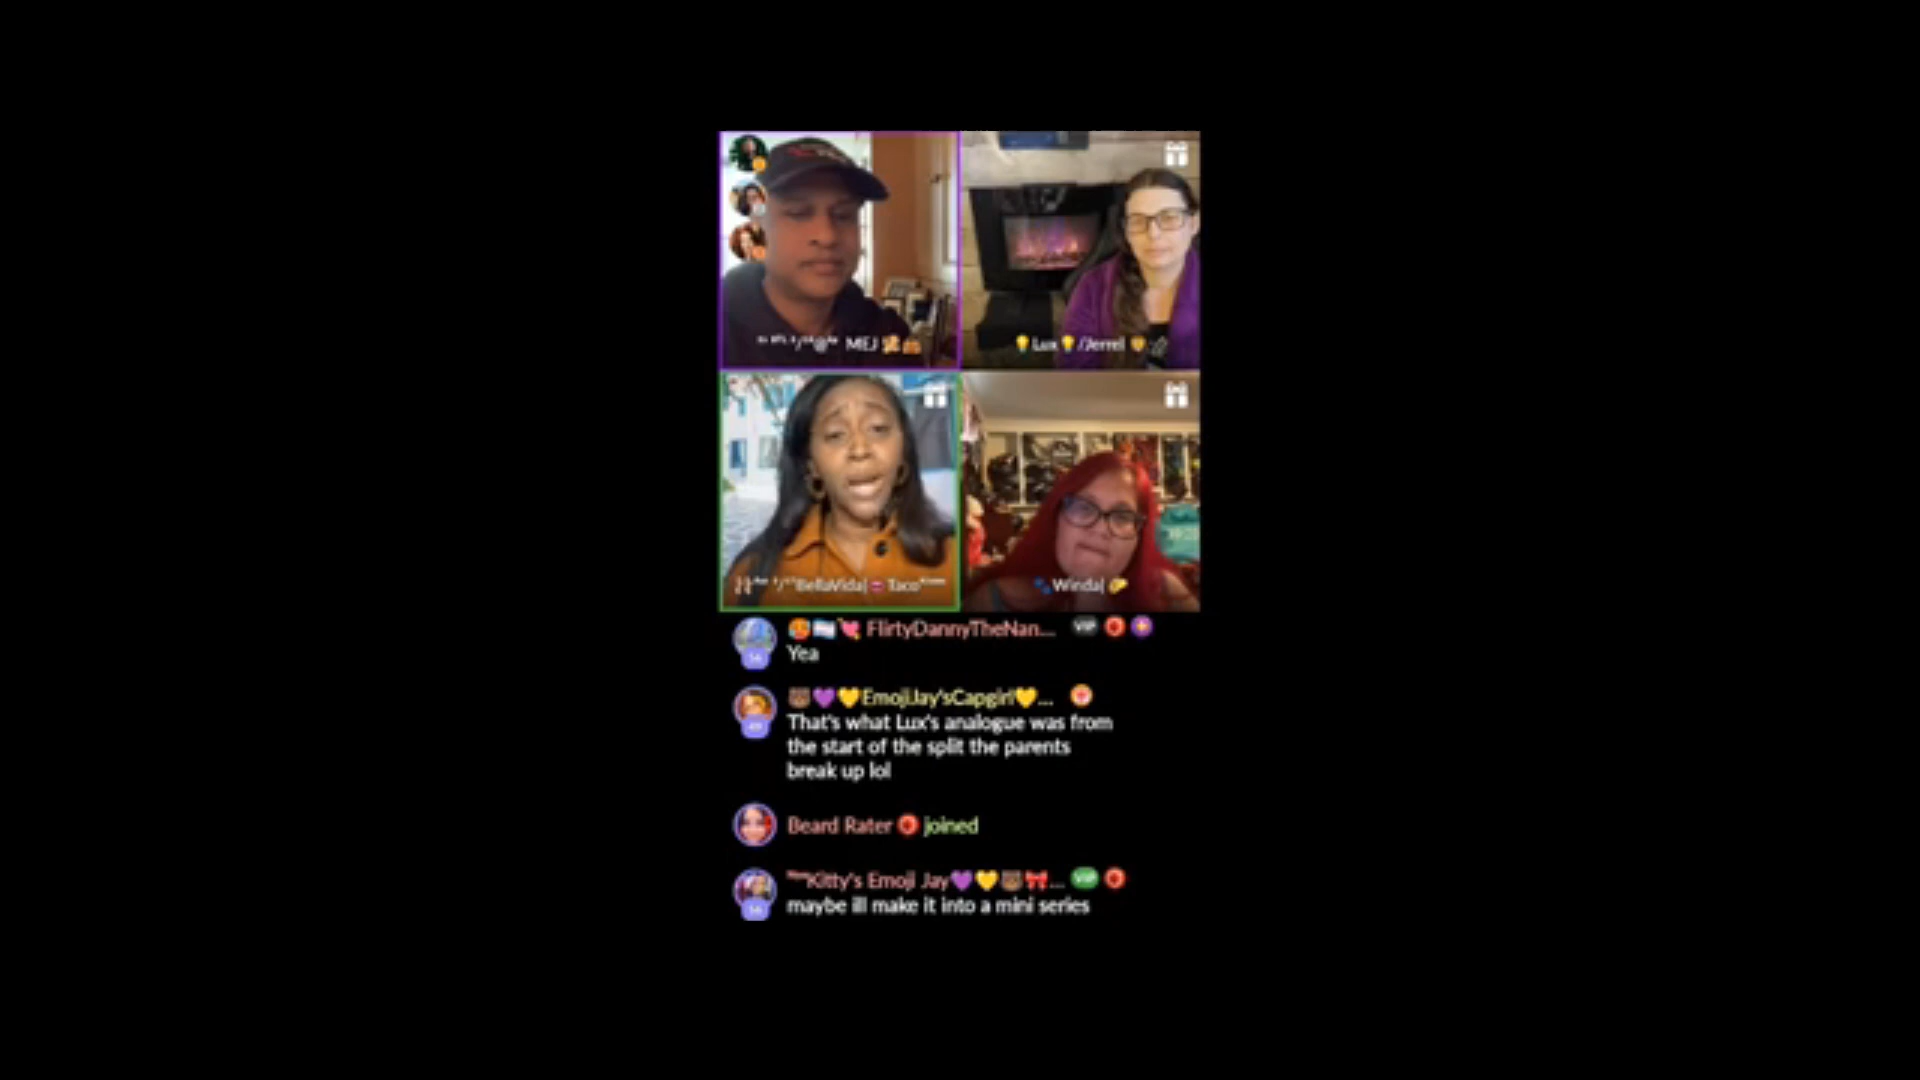 MEJ
Lux /Jerrel
BellaVida| Taco
Winda|
FlirtyDannyTheNan... VIP
Yea
EmojiJay'sCapgirl...
That's what Lux's analogue was from
the start of the split the parents
break up lol
Beard Rater joined
Kitty's Emoji Jay... VIP
maybe ill make it into a mini series